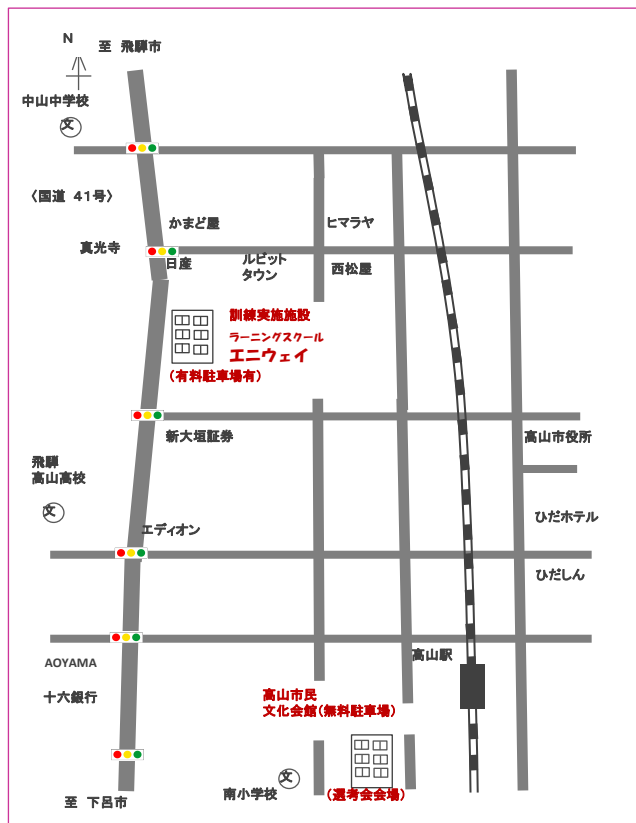 N
至 飛騨市
中山中学校
文
〈国道 41号〉
かまど屋
ヒマラヤ
真光寺
日産
ルビット
タウン
西松屋
訓練実施施設
ラーニングスクール
エニウェイ
(有料駐車場有)
新大垣証券
高山市役所
飛騨
高山高校
文
エディオン
ひだホテル
ひだしん
AOYAMA
高山駅
十六銀行
高山市民
文化会館(無料駐車場)
文
南小学校
(選考会会場)
至 下呂市